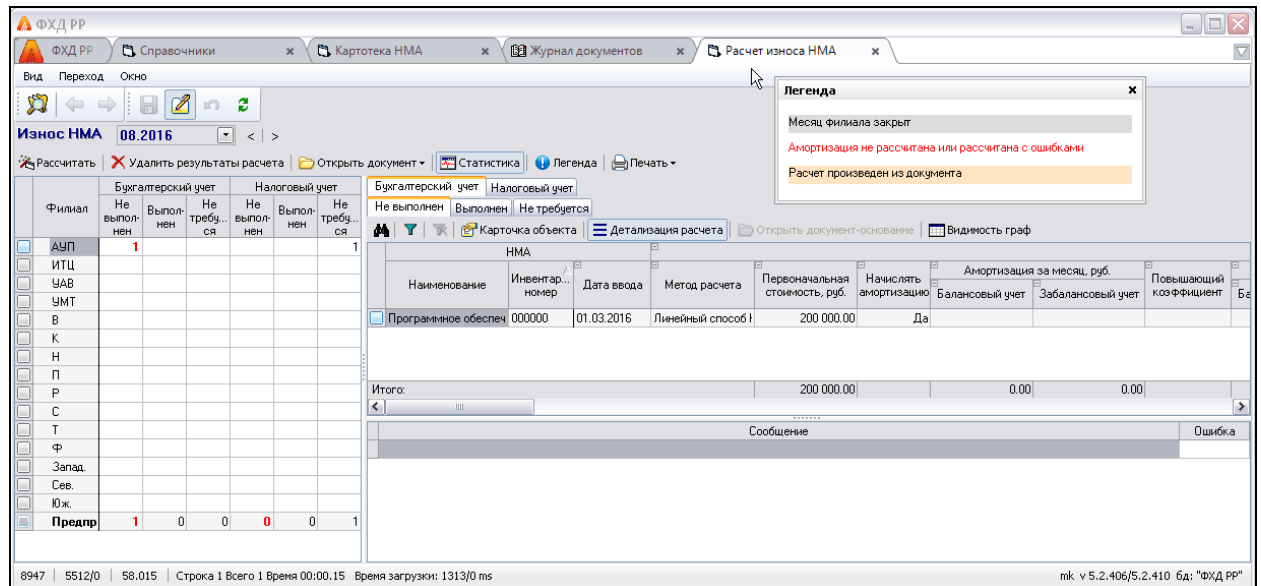 ФХД РР
ФХД РР Справочники Картотека НМА Журнал документов Расчет износа НМА
Вид Переход Окно
Легенда
Месяц филиала закрыт
Амортизация не рассчитана или рассчитана с ошибками
Расчет произведен из документа
Износ НМА 08.2016 < | >
Рассчитать Удалить результаты расчета Открыть документ Статистика Легенда Печать
Филиал Бухгалтерский учет Налоговый учет
Не выпол-нен Выпол-нен Не требу...ся Не выпол-нен Выпол-нен Не требу...ся
АУП 1 1
ИТЦ
УАВ
УМТ
В
К
Н
П
Р
С
Т
Ф
Запад.
Сев.
Юж.
Предпр 1 0 0 0 0 1
Бухгалтерский учет Налоговый учет
Не выполнен Выполнен Не требуется
Карточка объекта Детализация расчета Открыть документ-основание Видимость граф
НМА
Наименование Инвентар... номер Дата ввода Метод расчета Первоначальная стоимость, руб. Начислять амортизацию Амортизация за месяц, руб. Повышающий коэффициент
Балансовый учет Забалансовый учет Ба
Программное обеспеч 000000 01.03.2016 Линейный способ 200 000.00 Да
Итого: 200 000.00 0.00 0.00
Сообщение Ошибка
8947 5512/0 58.015 Строка 1 Всего 1 Время 00:00.15 Время загрузки: 1313/0 ms mk v 5.2.406/5.2.410 бд: "ФХД РР"